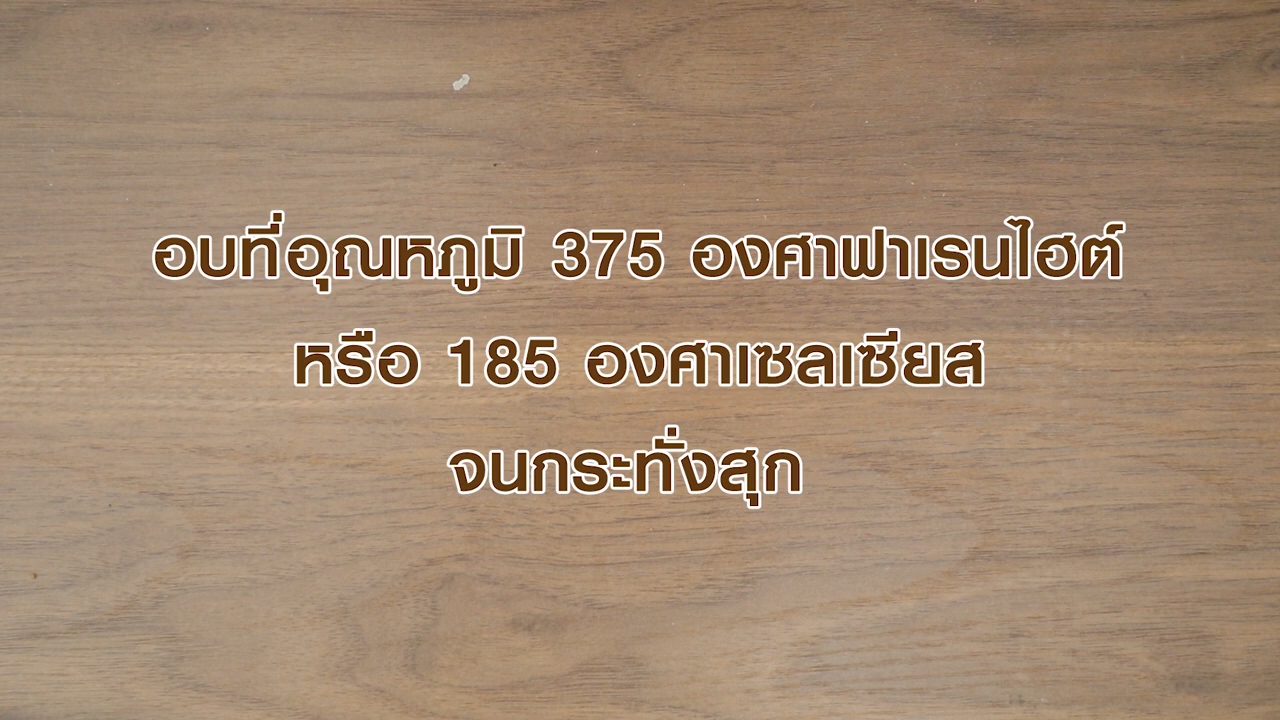 อบที่อุณหภูมิ 375 องศาฟาเรนไฮต์
หรือ 185 องศาเซลเซียส
จนกระทั่งสุก